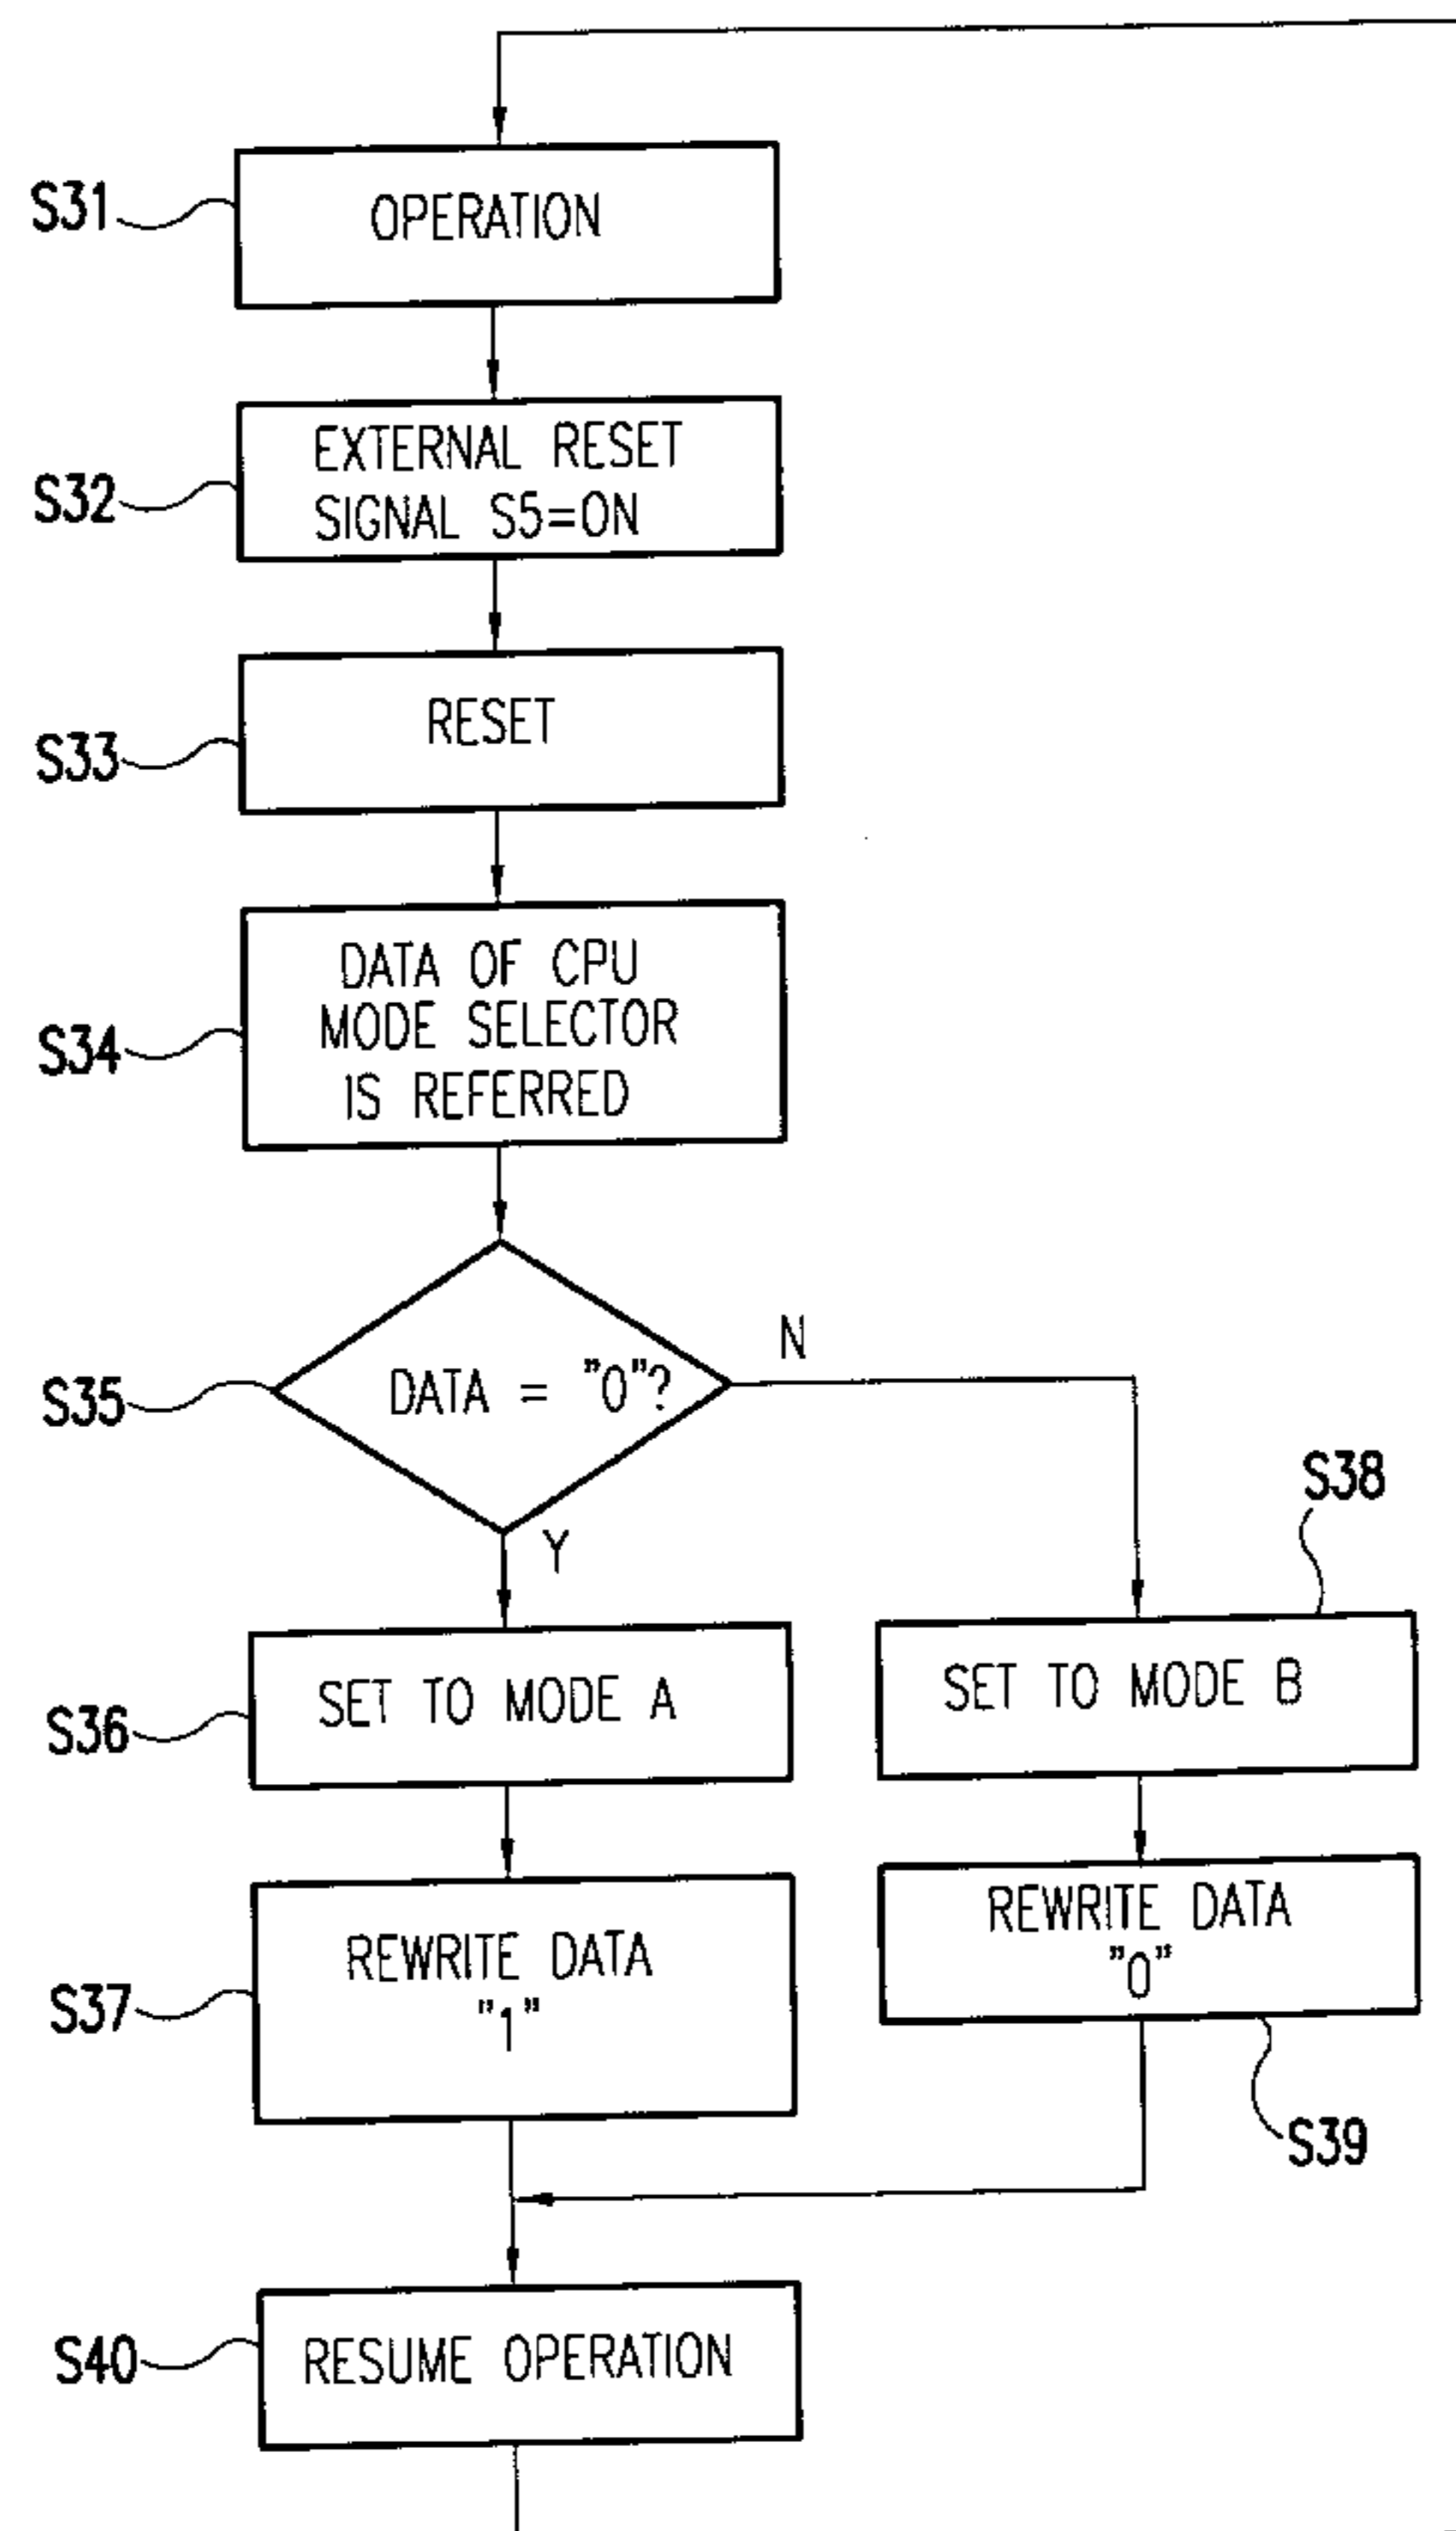 S31
OPERATION
S32
EXTERNAL RESET
SIGNAL S5=ON
S33
RESET
S34
DATA OF CPU
MODE SELECTOR
IS REFERRED
S35
DATA = "0"?
N
Y
S36
SET TO MODE A
S38
SET TO MODE B
S37
REWRITE DATA
"1"
REWRITE DATA
"0"
S39
S40
RESUME OPERATION